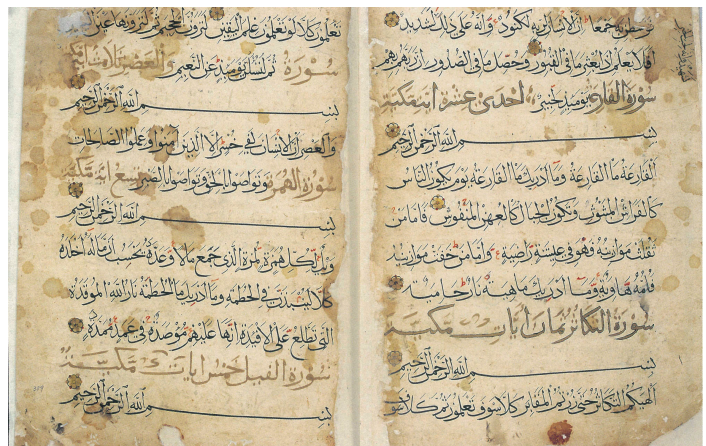 فوسطن به جمعا ان الانسان لربه لكنود وانه على ذلك
افلا يعلم اذا بعثر ما في القبور وحصل ما في الصدور ان ربهم بهم
سورة القارعة يومئذ لخبير احدى عشرة اية مكية
بسم الله الرحمن الرحيم
القارعة ما القارعة وما ادريك ما القارعة يوم يكون الناس
كالفراش المبثوث وتكون الجبال كالعهن المنفوش فاما من
ثقلت موازينه فهو في عيشة راضية واما من خفت موازينه
فامه هاوية وما ادريك ماهيه نار حامية
سورة التكاثر ثمان ايات مكية
بسم الله الرحمن الرحيم
الهيكم التكاثر حتى زرتم المقابر كلا سوف تعلمون ثم كلا سوف
تعلمون كلا لو تعلمون علم اليقين لترون الجحيم ثم لترونها عين
سورة ثم لتسئلن يومئذ عن النعيم والعصر ثلاث ايات
بسم الله الرحمن الرحيم
والعصر ان الانسان لفي خسر الا الذين آمنوا وعملوا الصالحات
سورة الهمزة وتواصوا بالحق وتواصوا بالصبر تسع اية مكية
بسم الله الرحمن الرحيم
ويل لكل همزة لمزة الذي جمع مالا وعدده يحسب ان ماله اخلده
كلا لينبذن في الحطمة وما ادريك ما الحطمة نار الله الموقدة
التي تطلع على الافئدة انها عليهم موصدة في عمد ممددة
سورة الفيل خمس ايات مكية
بسم الله الرحمن الرحيم